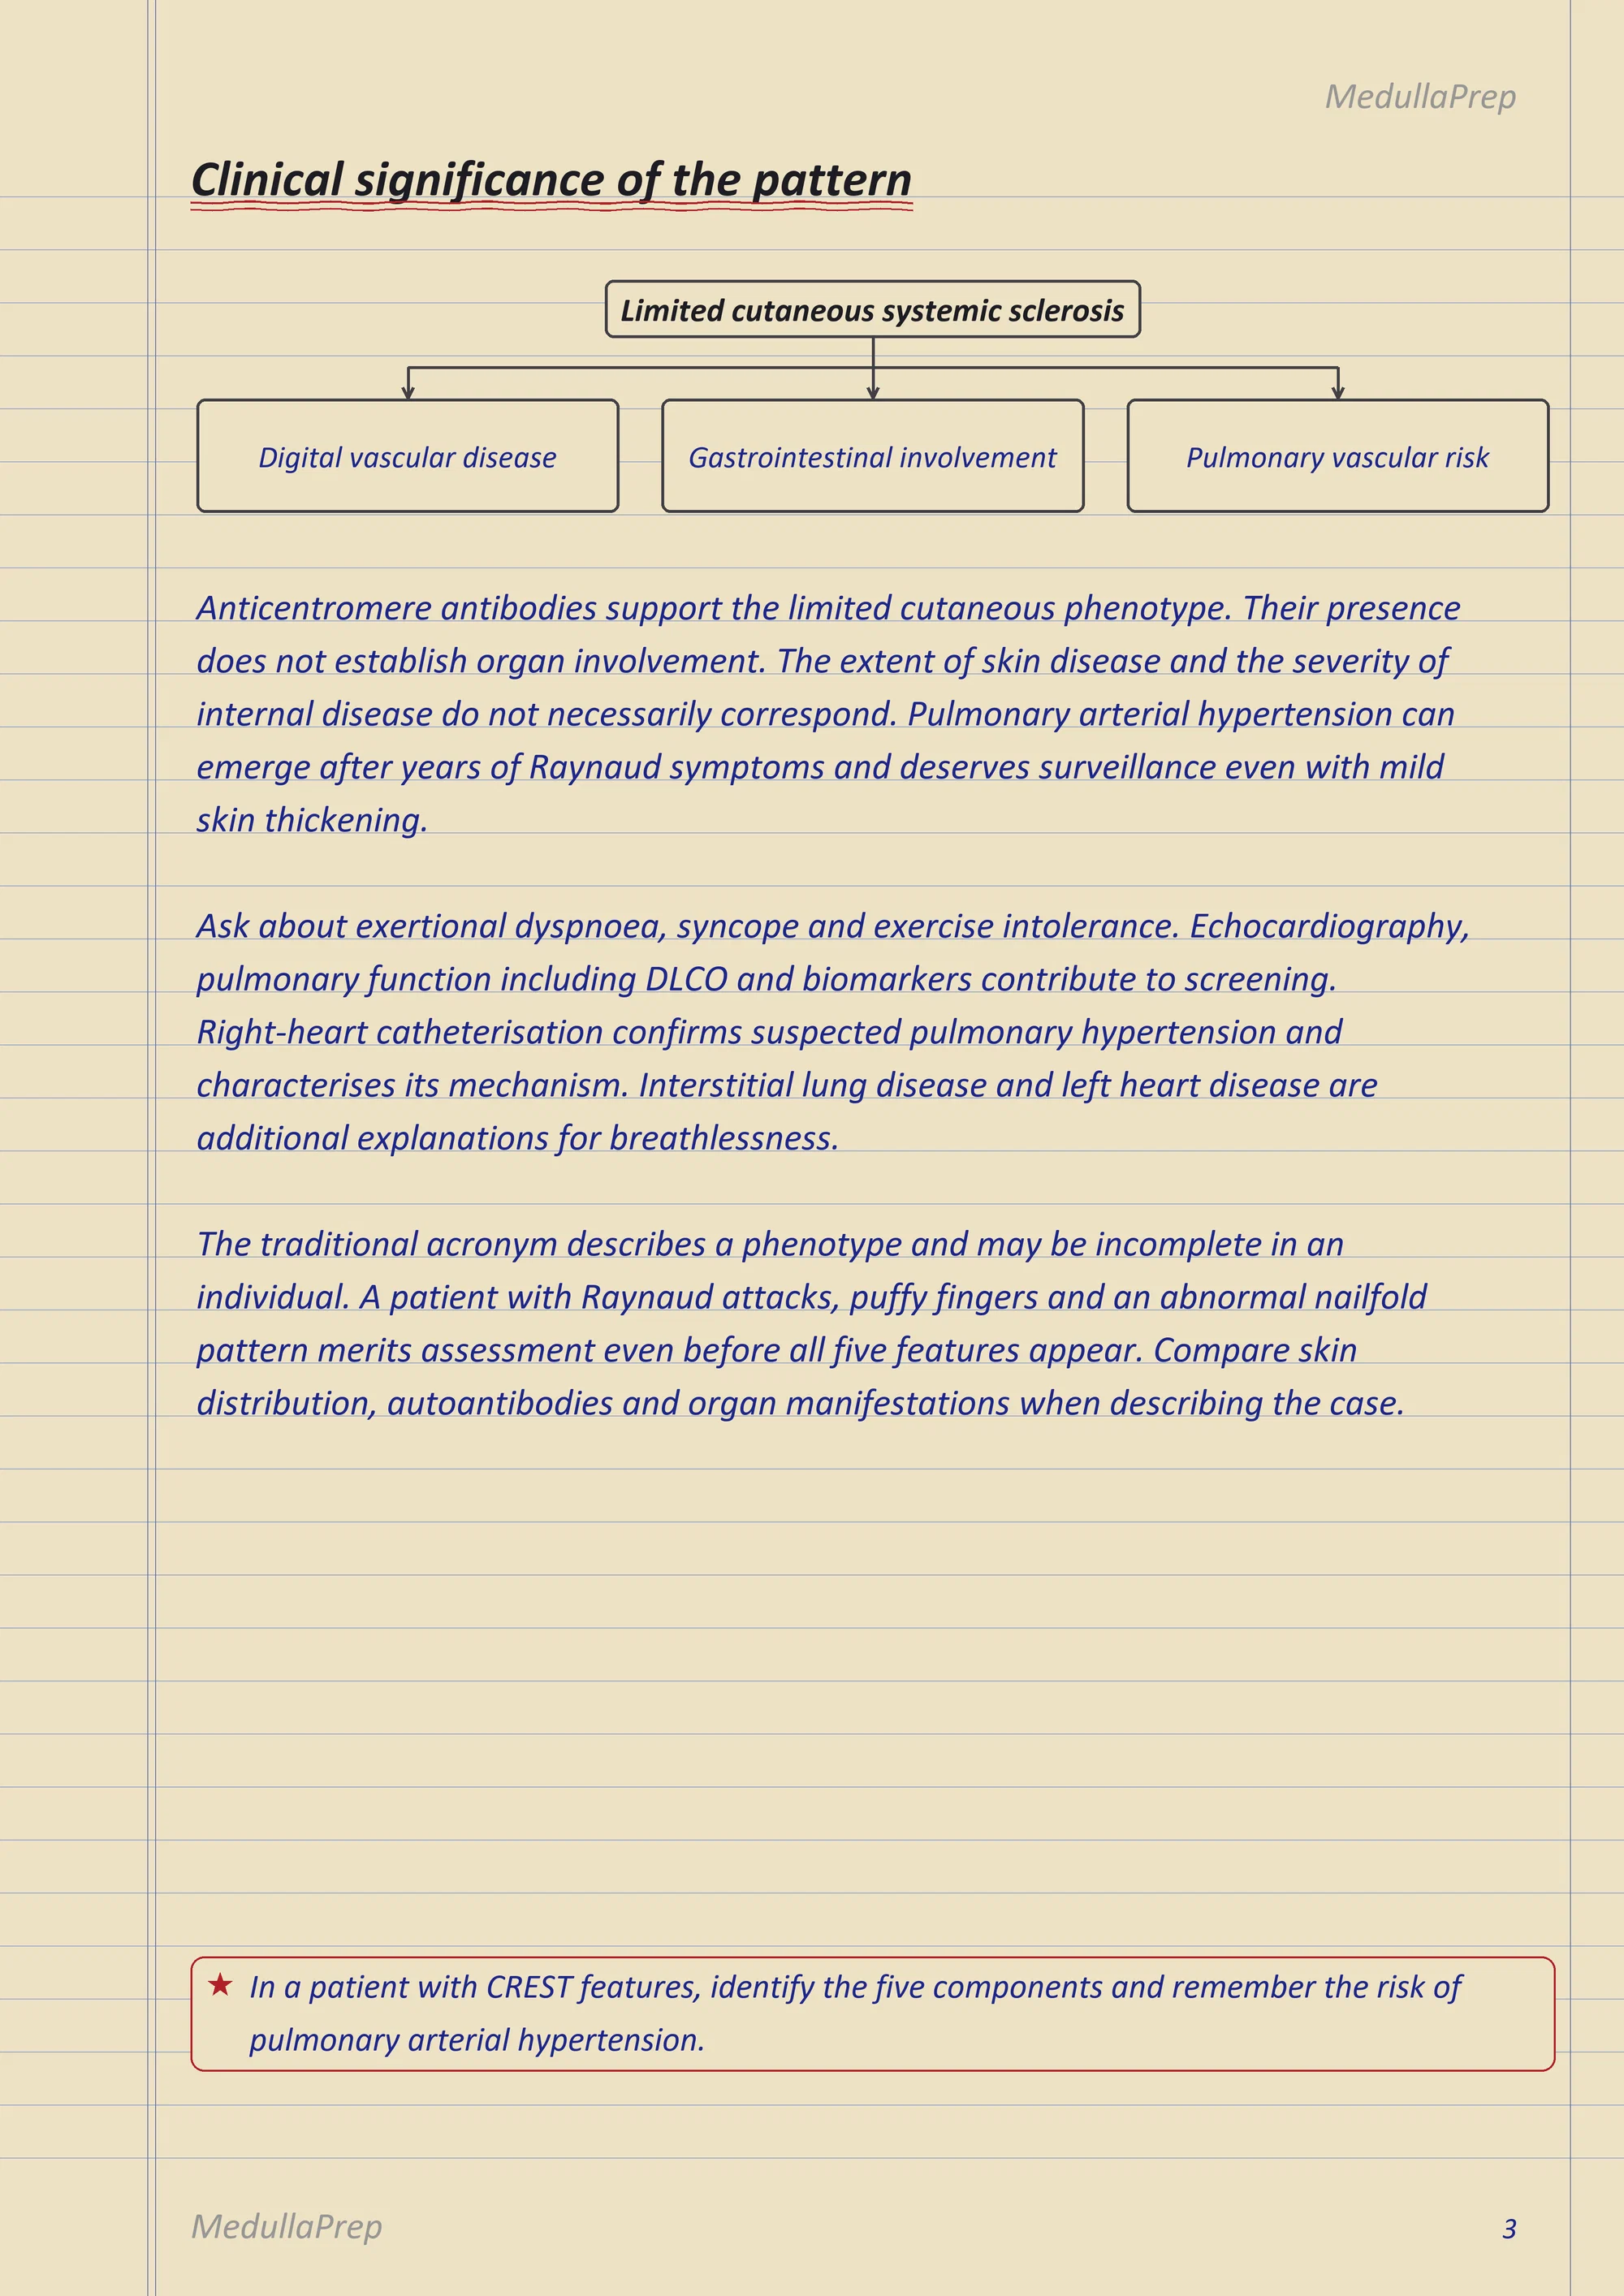 MedullaPrep
Clinical significance of the pattern
Limited cutaneous systemic sclerosis
Digital vascular disease
Gastrointestinal involvement
Pulmonary vascular risk
Anticentromere antibodies support the limited cutaneous phenotype. Their presence
does not establish organ involvement. The extent of skin disease and the severity of
internal disease do not necessarily correspond. Pulmonary arterial hypertension can
emerge after years of Raynaud symptoms and deserves surveillance even with mild
skin thickening.
Ask about exertional dyspnoea, syncope and exercise intolerance. Echocardiography,
pulmonary function including DLCO and biomarkers contribute to screening.
Right-heart catheterisation confirms suspected pulmonary hypertension and
characterises its mechanism. Interstitial lung disease and left heart disease are
additional explanations for breathlessness.
The traditional acronym describes a phenotype and may be incomplete in an
individual. A patient with Raynaud attacks, puffy fingers and an abnormal nailfold
pattern merits assessment even before all five features appear. Compare skin
distribution, autoantibodies and organ manifestations when describing the case.
★ In a patient with CREST features, identify the five components and remember the risk of
pulmonary arterial hypertension.
MedullaPrep
3